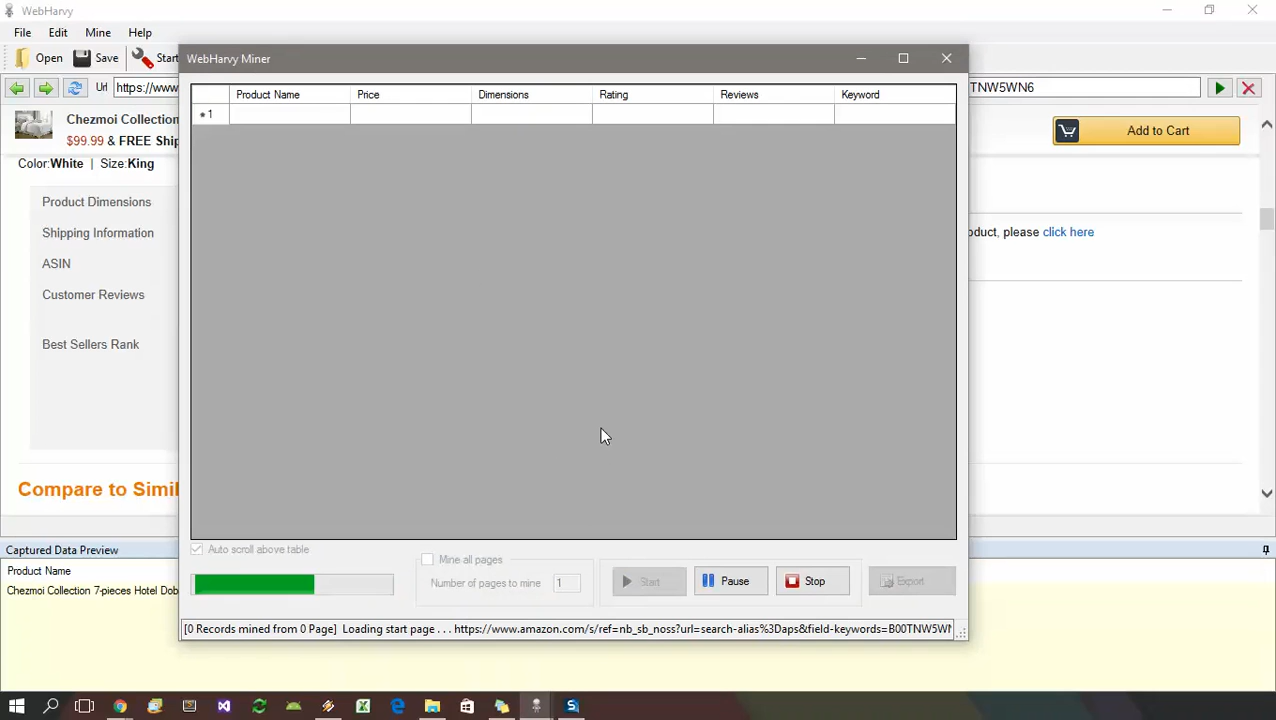 WebHarvy
File Edit Mine Help
Open Save Start
Url https://www. TNW5WN6
WebHarvy Miner
Product Name Price Dimensions Rating Reviews Keyword
* 1
Chezmoi Collection
$99.99 & FREE Ship
Add to Cart
Color:White | Size:King
Product Dimensions
Shipping Information
oduct, please click here
ASIN
Customer Reviews
Best Sellers Rank
Compare to Simil
Captured Data Preview
Product Name
Chezmoi Collection 7-pieces Hotel Dob
Auto scroll above table
Mine all pages
Number of pages to mine 1
Start Pause Stop Export
[0 Records mined from 0 Page] Loading start page . . . https://www.amazon.com/s/ref=nb_sb_noss?url=search-alias%3Daps&field-keywords=B00TNW5WN